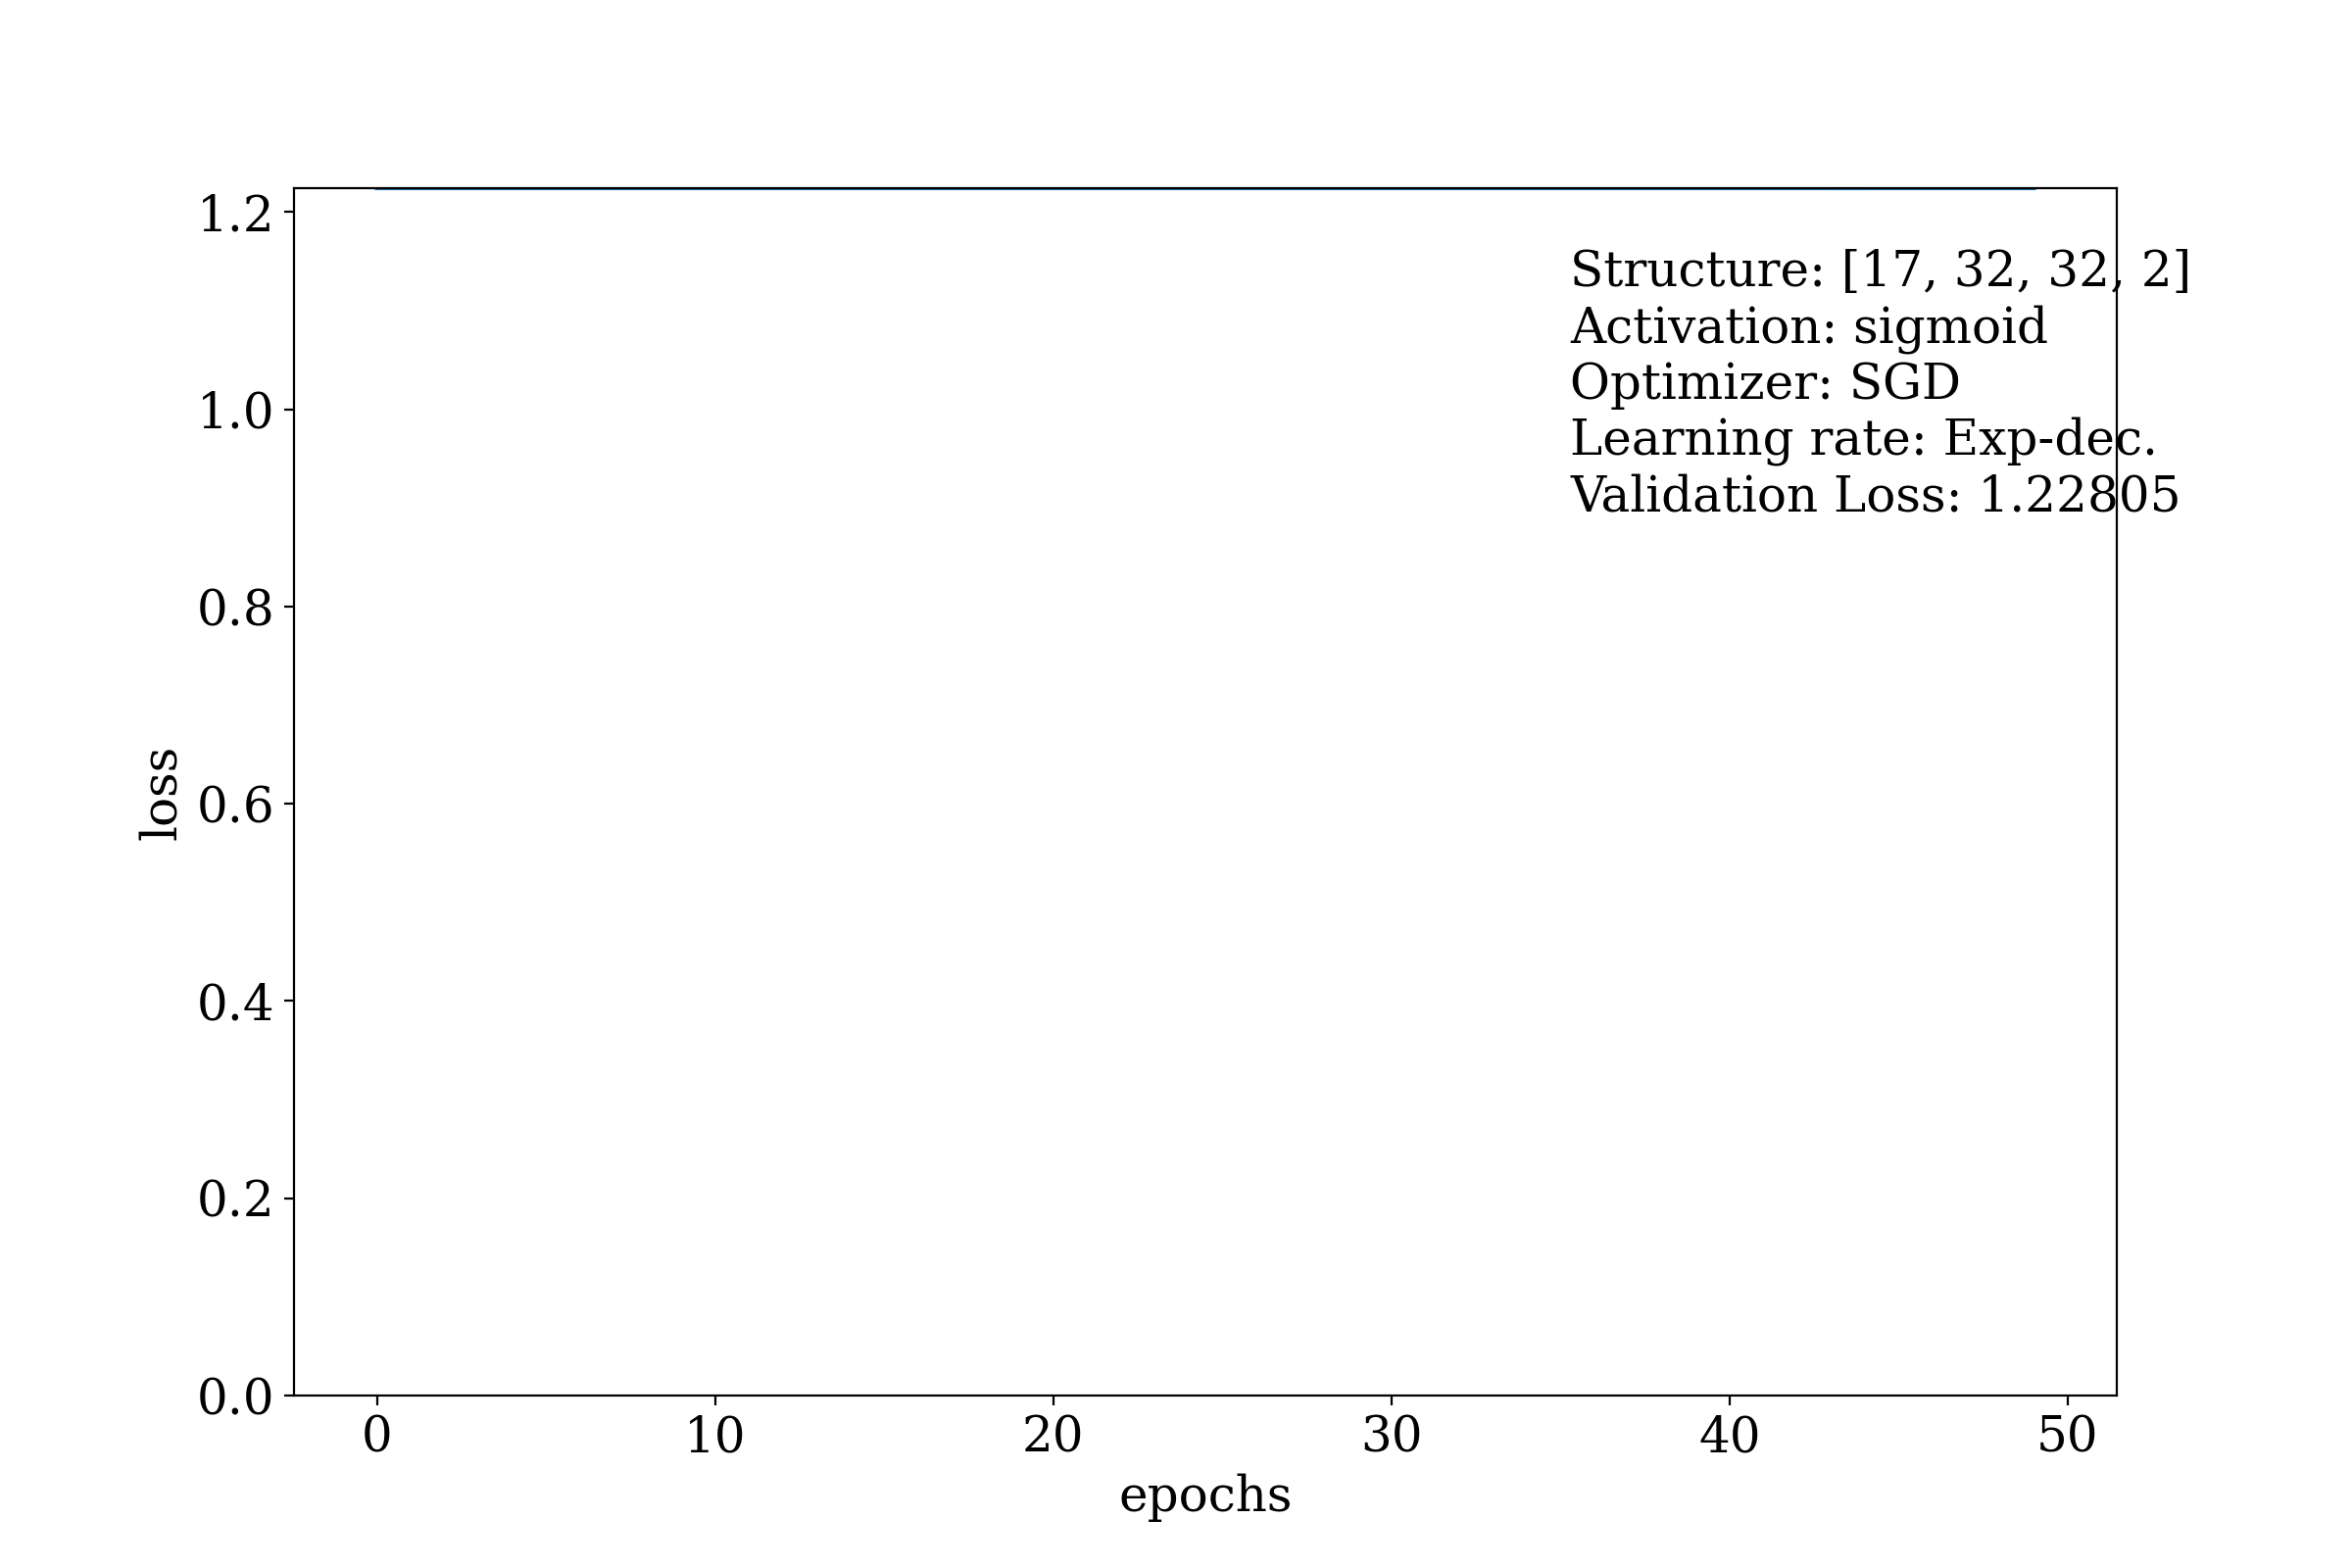 1.2
1.0
0.8
0.6
0.4
0.2
0.0
loss
Structure: [17, 32, 32, 2]
Activation: sigmoid
Optimizer: SGD
Learning rate: Exp-dec.
Validation Loss: 1.22805
0 10 20 30 40 50
epochs